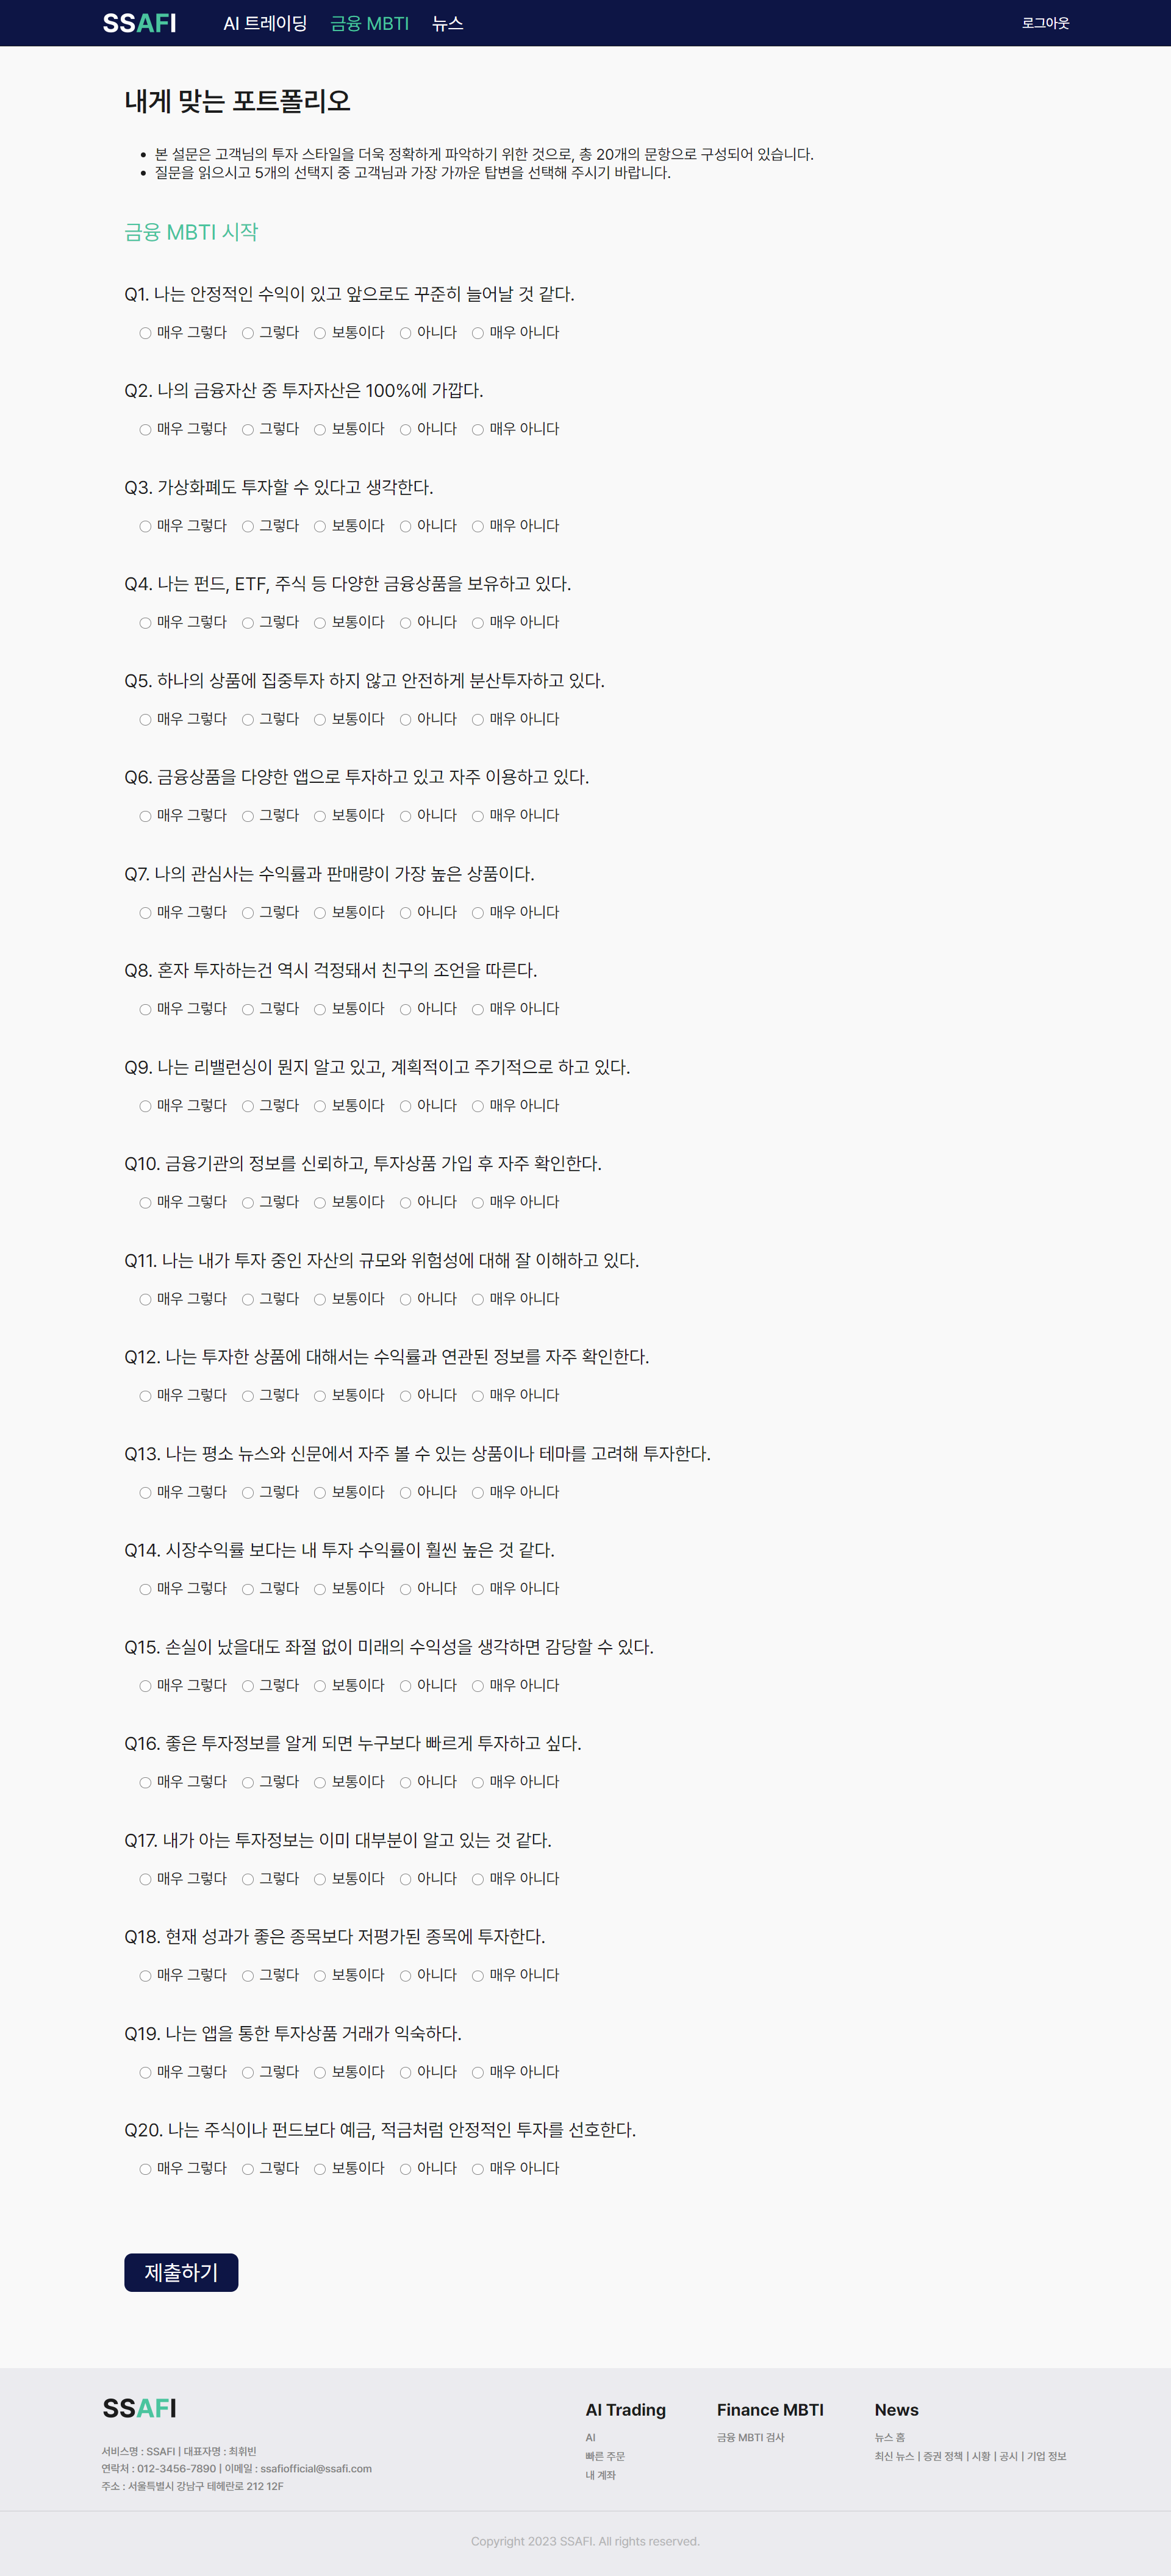 SSAFI AI 트레이딩 금융 MBTI 뉴스 로그아웃
내게 맞는 포트폴리오
• 본 설문은 고객님의 투자 스타일을 더욱 정확하게 파악하기 위한 것으로, 총 20개의 문항으로 구성되어 있습니다.
• 질문을 읽으시고 5개의 선택지 중 고객님과 가장 가까운 답변을 선택해 주시기 바랍니다.
금융 MBTI 시작
Q1. 나는 안정적인 수익이 있고 앞으로도 꾸준히 늘어날 것 같다.
매우 그렇다 그렇다 보통이다 아니다 매우 아니다
Q2. 나의 금융자산 중 투자자산은 100%에 가깝다.
매우 그렇다 그렇다 보통이다 아니다 매우 아니다
Q3. 가상화폐도 투자할 수 있다고 생각한다.
매우 그렇다 그렇다 보통이다 아니다 매우 아니다
Q4. 나는 펀드, ETF, 주식 등 다양한 금융상품을 보유하고 있다.
매우 그렇다 그렇다 보통이다 아니다 매우 아니다
Q5. 하나의 상품에 집중투자 하지 않고 안전하게 분산투자하고 있다.
매우 그렇다 그렇다 보통이다 아니다 매우 아니다
Q6. 금융상품을 다양한 앱으로 투자하고 있고 자주 이용하고 있다.
매우 그렇다 그렇다 보통이다 아니다 매우 아니다
Q7. 나의 관심사는 수익률과 판매량이 가장 높은 상품이다.
매우 그렇다 그렇다 보통이다 아니다 매우 아니다
Q8. 혼자 투자하는건 역시 걱정돼서 친구의 조언을 따른다.
매우 그렇다 그렇다 보통이다 아니다 매우 아니다
Q9. 나는 리밸런싱이 뭔지 알고 있고, 계획적이고 주기적으로 하고 있다.
매우 그렇다 그렇다 보통이다 아니다 매우 아니다
Q10. 금융기관의 정보를 신뢰하고, 투자상품 가입 후 자주 확인한다.
매우 그렇다 그렇다 보통이다 아니다 매우 아니다
Q11. 나는 내가 투자 중인 자산의 규모와 위험성에 대해 잘 이해하고 있다.
매우 그렇다 그렇다 보통이다 아니다 매우 아니다
Q12. 나는 투자한 상품에 대해서는 수익률과 연관된 정보를 자주 확인한다.
매우 그렇다 그렇다 보통이다 아니다 매우 아니다
Q13. 나는 평소 뉴스와 신문에서 자주 볼 수 있는 상품이나 테마를 고려해 투자한다.
매우 그렇다 그렇다 보통이다 아니다 매우 아니다
Q14. 시장수익률 보다는 내 투자 수익률이 훨씬 높은 것 같다.
매우 그렇다 그렇다 보통이다 아니다 매우 아니다
Q15. 손실이 났을대도 좌절 없이 미래의 수익성을 생각하면 감당할 수 있다.
매우 그렇다 그렇다 보통이다 아니다 매우 아니다
Q16. 좋은 투자정보를 알게 되면 누구보다 빠르게 투자하고 싶다.
매우 그렇다 그렇다 보통이다 아니다 매우 아니다
Q17. 내가 아는 투자정보는 이미 대부분이 알고 있는 것 같다.
매우 그렇다 그렇다 보통이다 아니다 매우 아니다
Q18. 현재 성과가 좋은 종목보다 저평가된 종목에 투자한다.
매우 그렇다 그렇다 보통이다 아니다 매우 아니다
Q19. 나는 앱을 통한 투자상품 거래가 익숙하다.
매우 그렇다 그렇다 보통이다 아니다 매우 아니다
Q20. 나는 주식이나 펀드보다 예금, 적금처럼 안정적인 투자를 선호한다.
매우 그렇다 그렇다 보통이다 아니다 매우 아니다
제출하기
SSAFI
서비스명 : SSAFI | 대표자명 : 최휘빈
연락처 : 012-3456-7890 | 이메일 : ssafiofficial@ssafi.com
주소 : 서울특별시 강남구 테헤란로 212 12F
AI Trading
AI
빠른 주문
내 계좌
Finance MBTI
금융 MBTI 검사
News
뉴스 홈
최신 뉴스 | 증권 정책 | 시황 | 공시 | 기업 정보
Copyright 2023 SSAFI. All rights reserved.